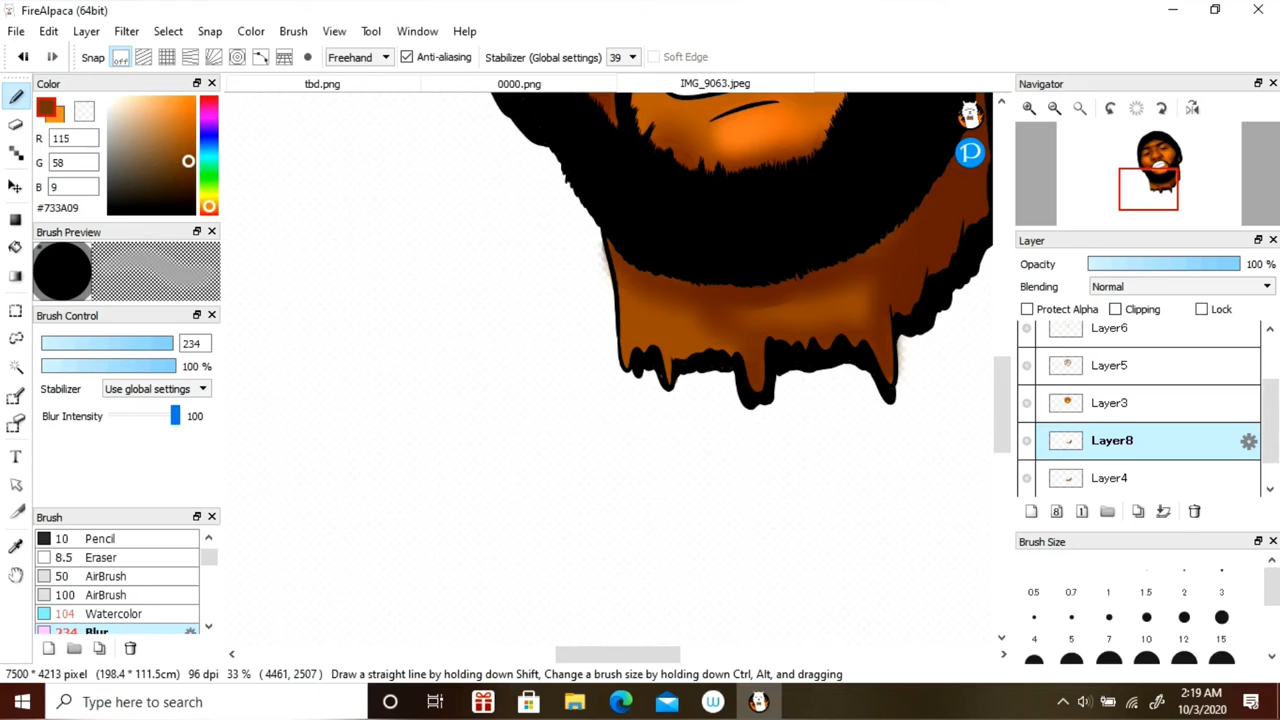 FireAlpaca (64bit)
File Edit Layer Filter Select Snap Color Brush View Tool Window Help
Snap off Freehand Anti-aliasing Stabilizer (Global settings) 39 Soft Edge
Color
tbd.png 0000.png IMG_9063.jpeg
Navigator
R 115
G 58
B 9
#733A09
Brush Preview
Layer
Opacity 100 %
Blending Normal
Protect Alpha Clipping Lock
Brush Control
234
100 %
Stabilizer Use global settings
Blur Intensity 100
Layer6
Layer5
Layer3
Layer8
Layer4
8 1
Brush
10 Pencil
8.5 Eraser
50 AirBrush
100 AirBrush
104 Watercolor
234 Blur
Brush Size
0.5 0.7 1 1.5 2 3
4 5 7 10 12 15
7500 * 4213 pixel (198.4 * 111.5cm) 96 dpi 33 % ( 4461, 2507 ) Draw a straight line by holding down Shift, Change a brush size by holding down Ctrl, Alt, and dragging
Type here to search
2:19 AM
10/3/2020